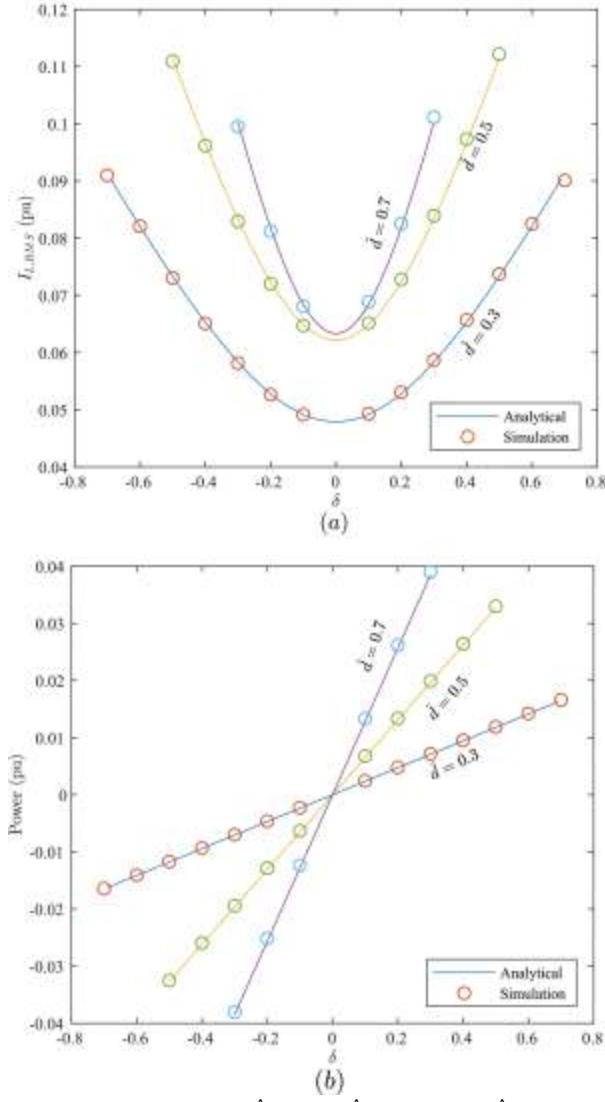 0.12
0.11
0.1
0.09
0.08
0.07
0.06
0.05
0.04
I_{L,RMS} (pu)
d̂ = 0.5
d̂ = 0.7
d̂ = 0.3
Analytical
Simulation
-0.8 -0.6 -0.4 -0.2 0 0.2 0.4 0.6 0.8
δ
(a)
0.04
0.03
0.02
0.01
0
-0.01
-0.02
-0.03
-0.04
Power (pu)
d̂ = 0.7
d̂ = 0.5
d̂ = 0.3
Analytical
Simulation
-0.8 -0.6 -0.4 -0.2 0 0.2 0.4 0.6 0.8
δ
(b)